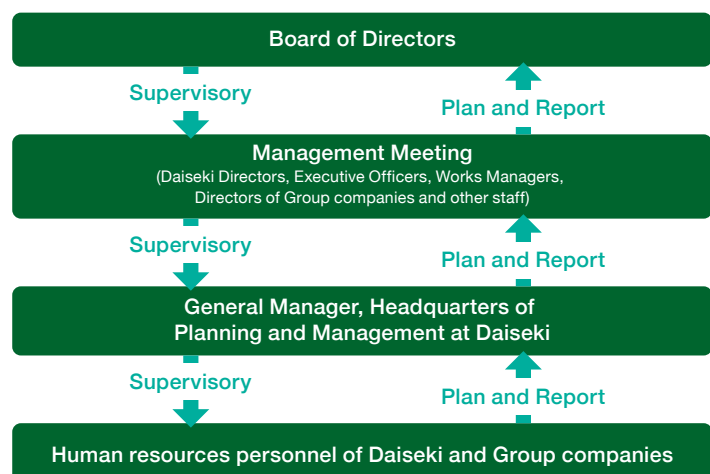 Board of Directors
Supervisory
Plan and Report
Management Meeting
(Daiseki Directors, Executive Officers, Works Managers,
Directors of Group companies and other staff)
Supervisory
Plan and Report
General Manager, Headquarters of
Planning and Management at Daiseki
Supervisory
Plan and Report
Human resources personnel of Daiseki and Group companies